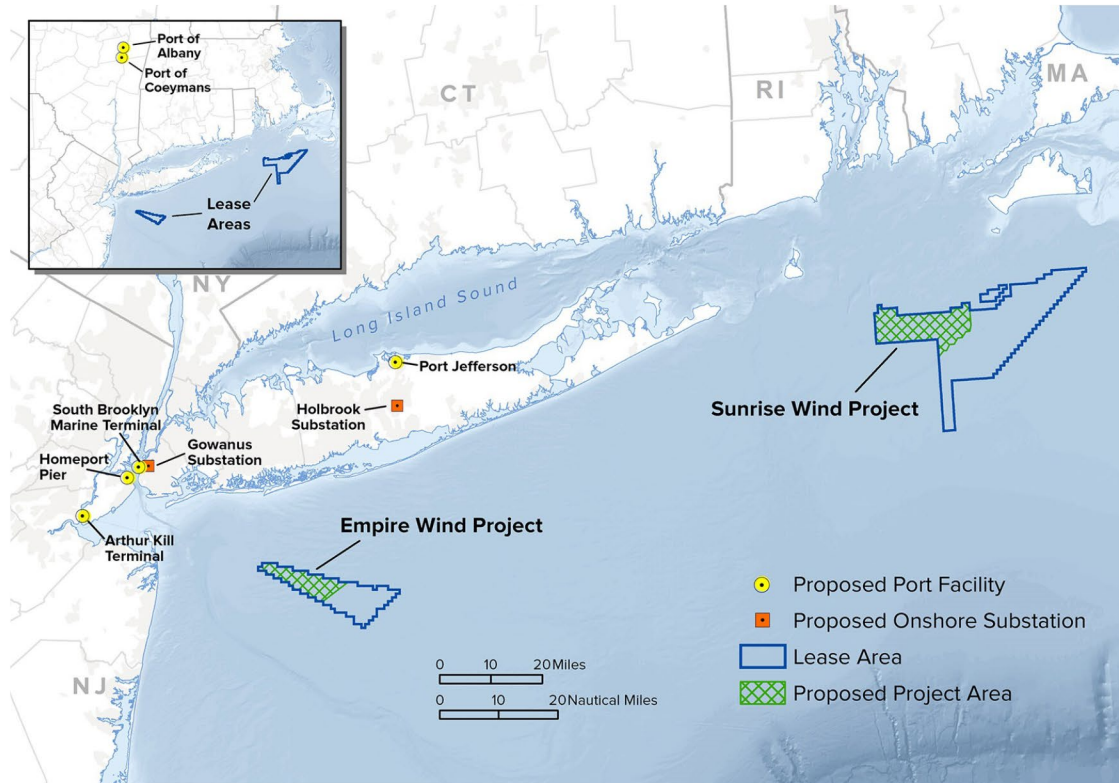 Port of
Albany
Port of
Coeymans
Lease
Areas
CT
RI
MA
NY
Long Island Sound
Port Jefferson
Holbrook
Substation
South Brooklyn
Marine Terminal
Gowanus
Substation
Homeport
Pier
Arthur Kill
Terminal
Sunrise Wind Project
Empire Wind Project
NJ
0 10 20 Miles
0 10 20 Nautical Miles
Proposed Port Facility
Proposed Onshore Substation
Lease Area
Proposed Project Area